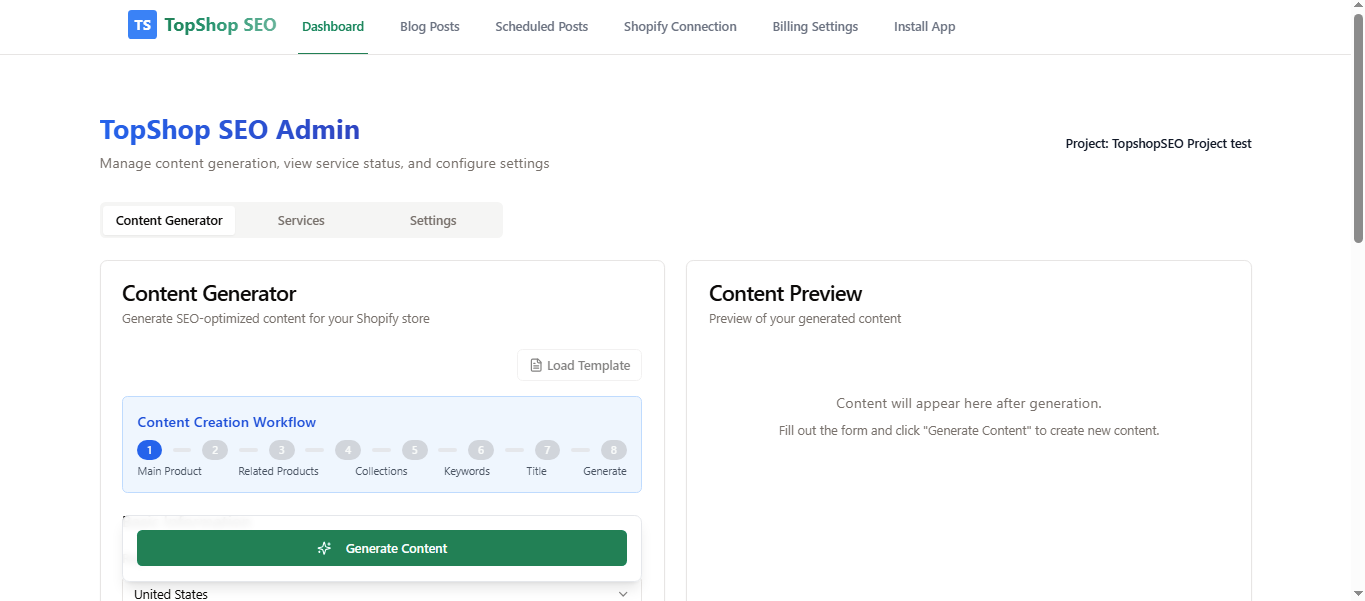 TS TopShop SEO Dashboard Blog Posts Scheduled Posts Shopify Connection Billing Settings Install App
TopShop SEO Admin
Manage content generation, view service status, and configure settings
Project: TopshopSEO Project test
Content Generator Services Settings
Content Generator
Generate SEO-optimized content for your Shopify store
Load Template
Content Creation Workflow
1 2 3 4 5 6 7 8
Main Product Related Products Collections Keywords Title Generate
Generate Content
United States
Content Preview
Preview of your generated content
Content will appear here after generation.
Fill out the form and click "Generate Content" to create new content.